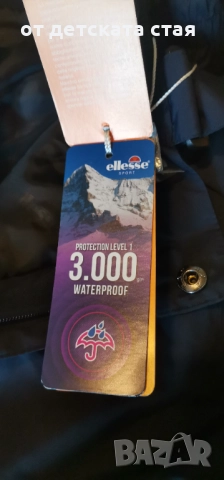 от детската стая
ellesse
SPORT
PROTECTION LEVEL 1
3.000
WATERPROOF
BAZAR